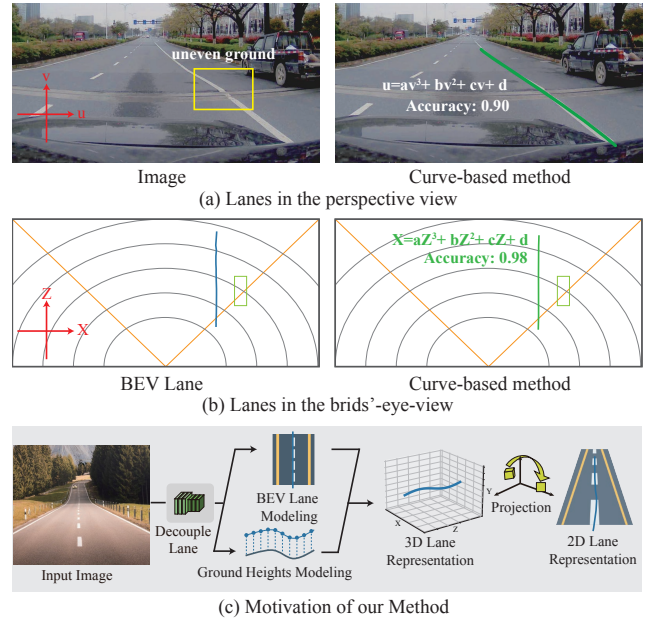 uneven ground
v
u
u=av³+ bv²+ cv+ d
Accuracy: 0.90
Image
Curve-based method
(a) Lanes in the perspective view
Z
X
X=aZ³+ bZ²+ cZ+ d
Accuracy: 0.98
BEV Lane
Curve-based method
(b) Lanes in the brids'-eye-view
Input Image
Decouple
Lane
BEV Lane
Modeling
Ground Heights Modeling
X
Z
Y
3D Lane
Representation
Projection
2D Lane
Representation
(c) Motivation of our Method